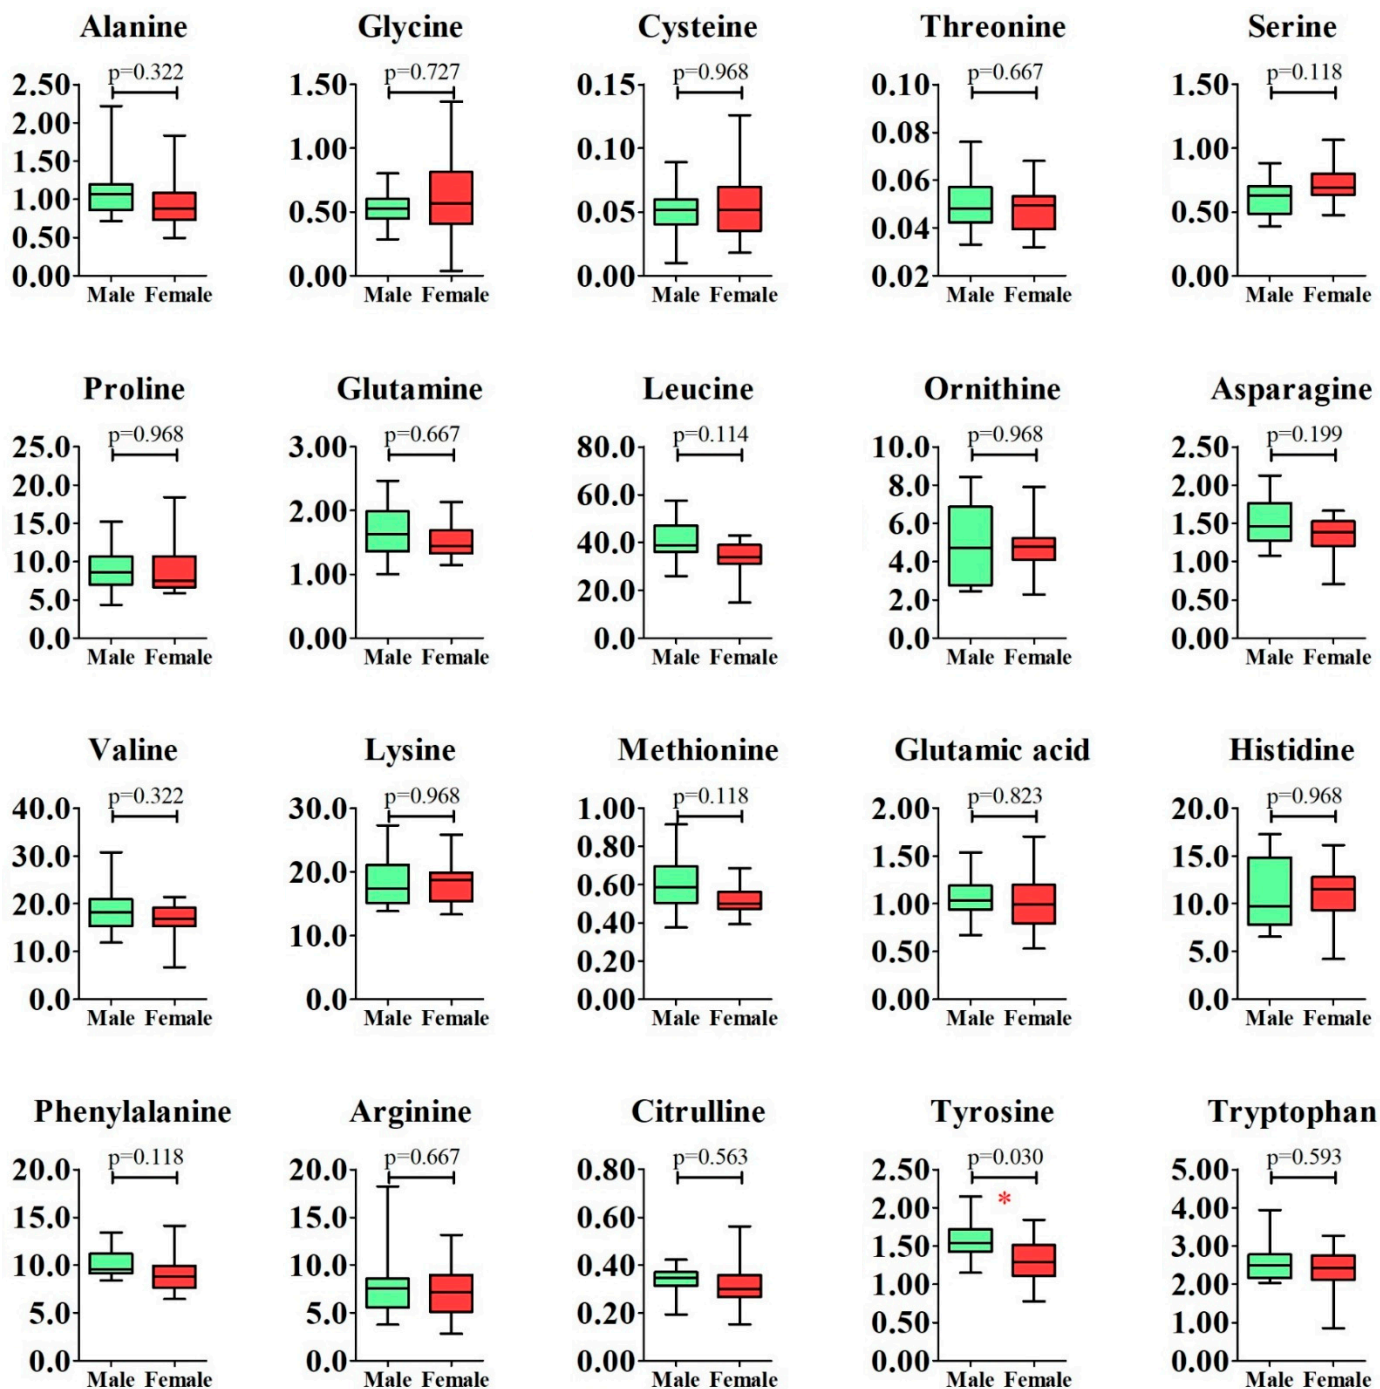 Alanine Glycine Cysteine Threonine Serine
p=0.322 p=0.727 p=0.968 p=0.667 p=0.118
2.50 1.50 0.15 0.10 1.50
2.00 1.00 0.10 0.08 1.00
1.50 0.50 0.05 0.06 0.50
1.00 0.00 0.00 0.04 0.00
0.50 0.02
0.00
Male Female Male Female Male Female Male Female Male Female
Proline Glutamine Leucine Ornithine Asparagine
p=0.968 p=0.667 p=0.114 p=0.968 p=0.199
25.0 3.00 80.0 10.0 2.50
20.0 2.00 60.0 8.0 2.00
15.0 1.00 40.0 6.0 1.50
10.0 0.00 20.0 4.0 1.00
5.0 0.0 2.0 0.50
0.0 0.0 0.00
Male Female Male Female Male Female Male Female Male Female
Valine Lysine Methionine Glutamic acid Histidine
p=0.322 p=0.968 p=0.118 p=0.823 p=0.968
40.0 30.0 1.00 2.00 20.0
30.0 20.0 0.80 1.50 15.0
20.0 10.0 0.60 1.00 10.0
10.0 0.0 0.40 0.50 5.0
0.0 0.20 0.00 0.0
0.00
Male Female Male Female Male Female Male Female Male Female
Phenylalanine Arginine Citrulline Tyrosine Tryptophan
p=0.118 p=0.667 p=0.563 p=0.030 p=0.593
*
20.0 20.0 0.80 2.50 5.00
15.0 15.0 0.60 2.00 4.00
10.0 10.0 0.40 1.50 3.00
5.0 5.0 0.20 1.00 2.00
0.0 0.0 0.00 0.50 1.00
0.00 0.00
Male Female Male Female Male Female Male Female Male Female